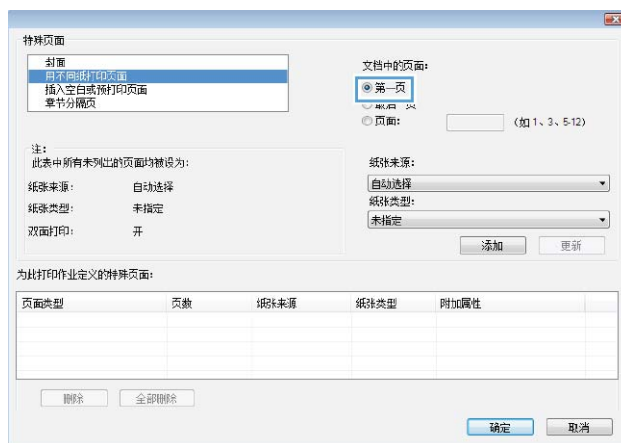 特殊页面
封面
用不同纸打印页面
插入空白或预打印页面
章节分隔页
文档中的页面:
第一页
最后一页
页面: (如 1、3、5-12)
注:
此表中所有未列出的页面均被设为:
纸张来源: 自动选择
纸张类型: 未指定
双面打印: 开
纸张来源:
自动选择
纸张类型:
未指定
添加 更新
为此打印作业定义的特殊页面:
页面类型 页数 纸张来源 纸张类型 附加属性
删除 全部删除
确定 取消